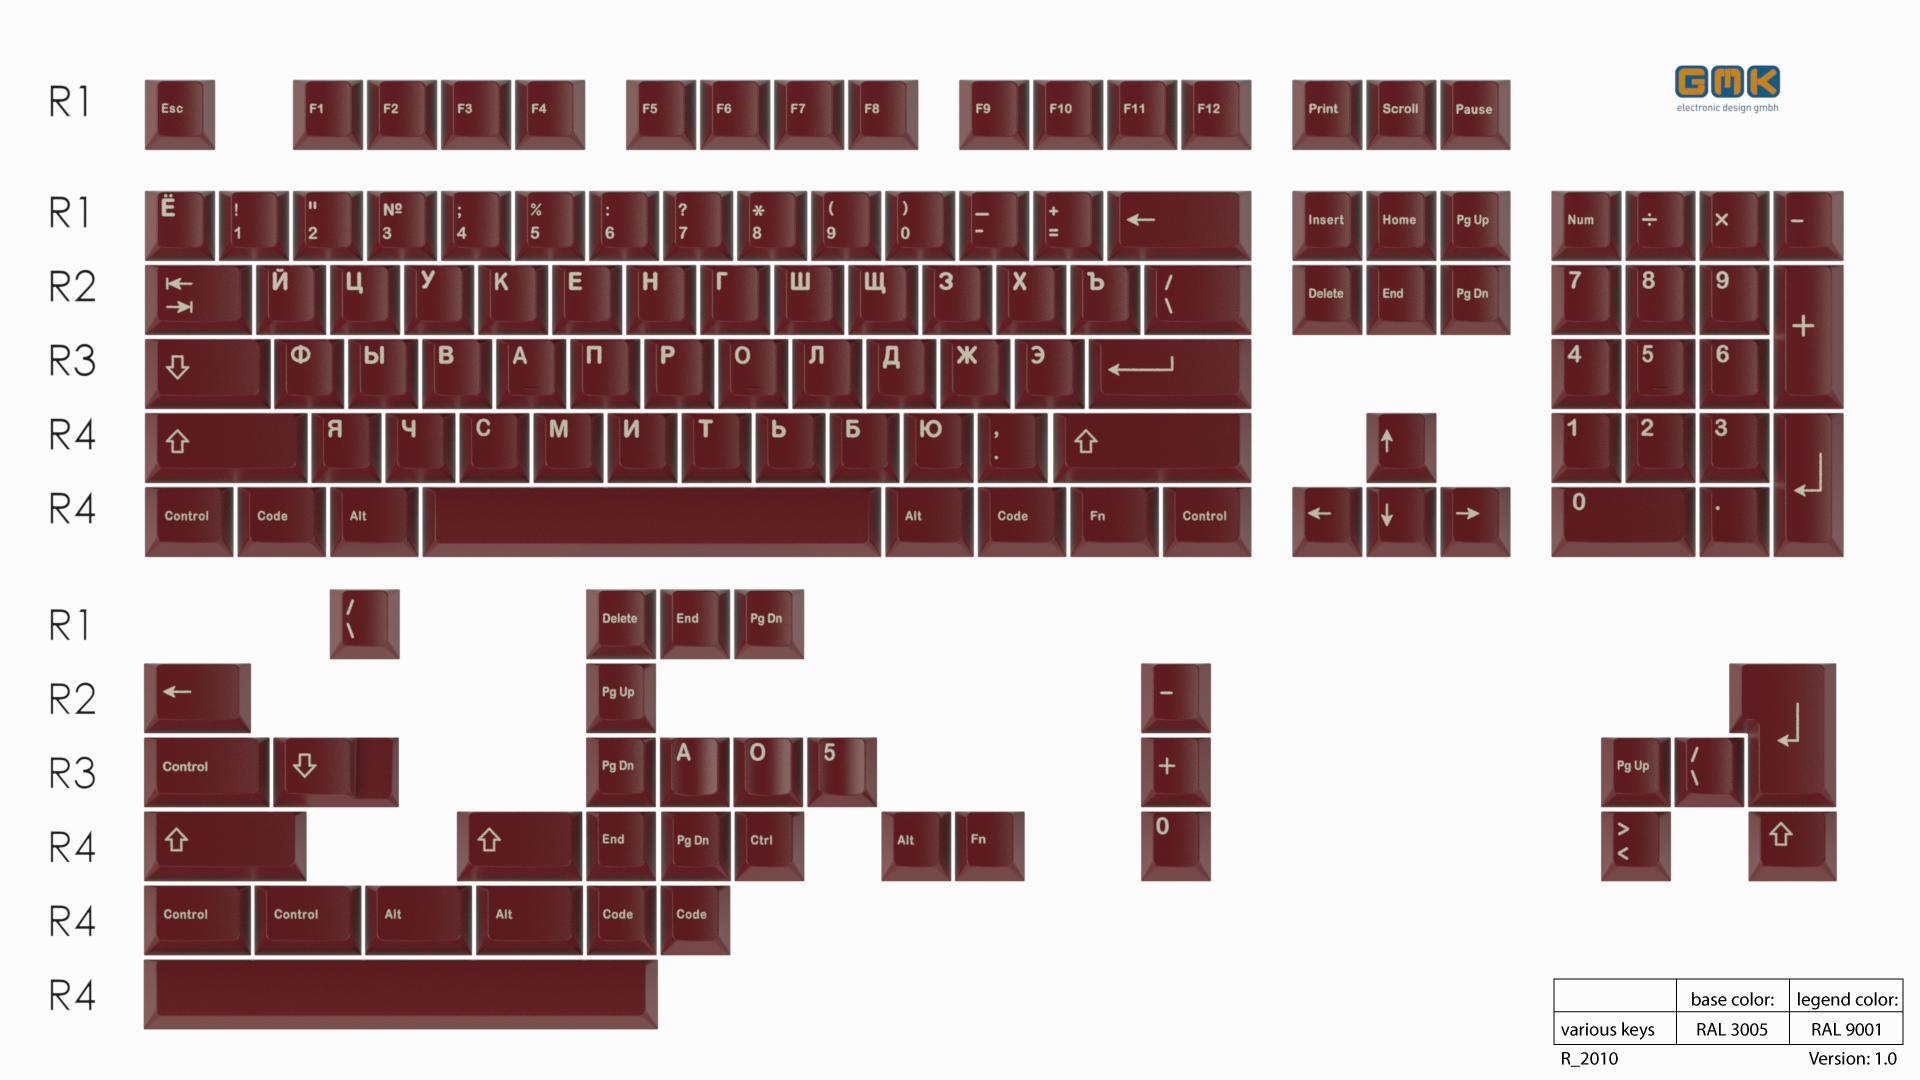 R1 Esc F1 F2 F3 F4 F5 F6 F7 F8 F9 F10 F11 F12 Print Scroll Pause
GMK
electronic design gmbh
R1 Ё ! 1 " 2 № 3 ; 4 % 5 : 6 ? 7 * 8 ( 9 ) 0 — - + = ← Insert Home Pg Up Num ÷ × −
R2 ⇤ ⇥ Й Ц У К Е Н Г Ш Щ З Х Ъ / \ Delete End Pg Dn 7 8 9 +
R3 ⇩ Ф Ы В А П Р О Л Д Ж Э ↵ 4 5 6
R4 ⇧ Я Ч С М И Т Ь Б Ю , . ⇧ ↑ 1 2 3 ↵
R4 Control Code Alt Alt Code Fn Control ← ↓ → 0 .
R1 / \ Delete End Pg Dn
R2 ← Pg Up − ↵
R3 Control ⇩ Pg Dn А О 5 + Pg Up / \
R4 ⇧ ⇧ End Pg Dn Ctrl Alt Fn 0 > < ⇧
R4 Control Control Alt Alt Code Code
R4
base color: legend color:
various keys RAL 3005 RAL 9001
R_2010 Version: 1.0